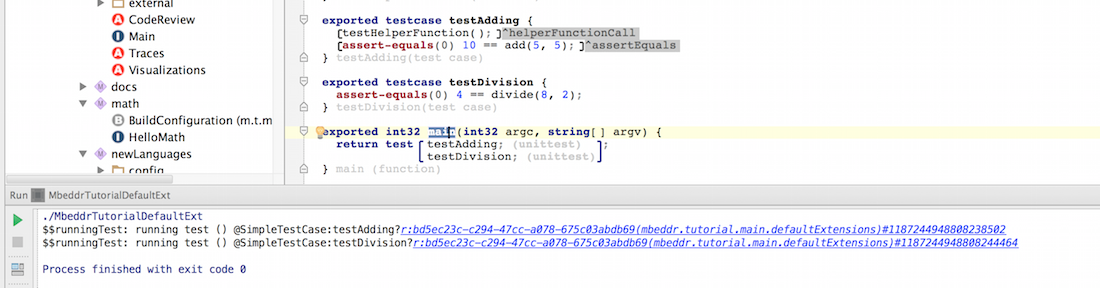 external
CodeReview
Main
Traces
Visualizations
docs
math
BuildConfiguration (m.t.m
HelloMath
newLanguages
config
exported testcase testAdding {
[testHelperFunction(); ]^helperFunctionCall
[assert-equals(0) 10 == add(5, 5); ]^assertEquals
} testAdding(test case)
exported testcase testDivision {
assert-equals(0) 4 == divide(8, 2);
} testDivision(test case)
exported int32 main(int32 argc, string[] argv) {
return test [ testAdding; (unittest) ];
testDivision; (unittest)
} main (function)
Run MbeddrTutorialDefaultExt
./MbeddrTutorialDefaultExt
$$runningTest: running test () @SimpleTestCase:testAdding?r:bd5ec23c-c294-47cc-a078-675c03abdb69(mbeddr.tutorial.main.defaultExtensions)#1187244948808238502
$$runningTest: running test () @SimpleTestCase:testDivision?r:bd5ec23c-c294-47cc-a078-675c03abdb69(mbeddr.tutorial.main.defaultExtensions)#1187244948808244464
Process finished with exit code 0